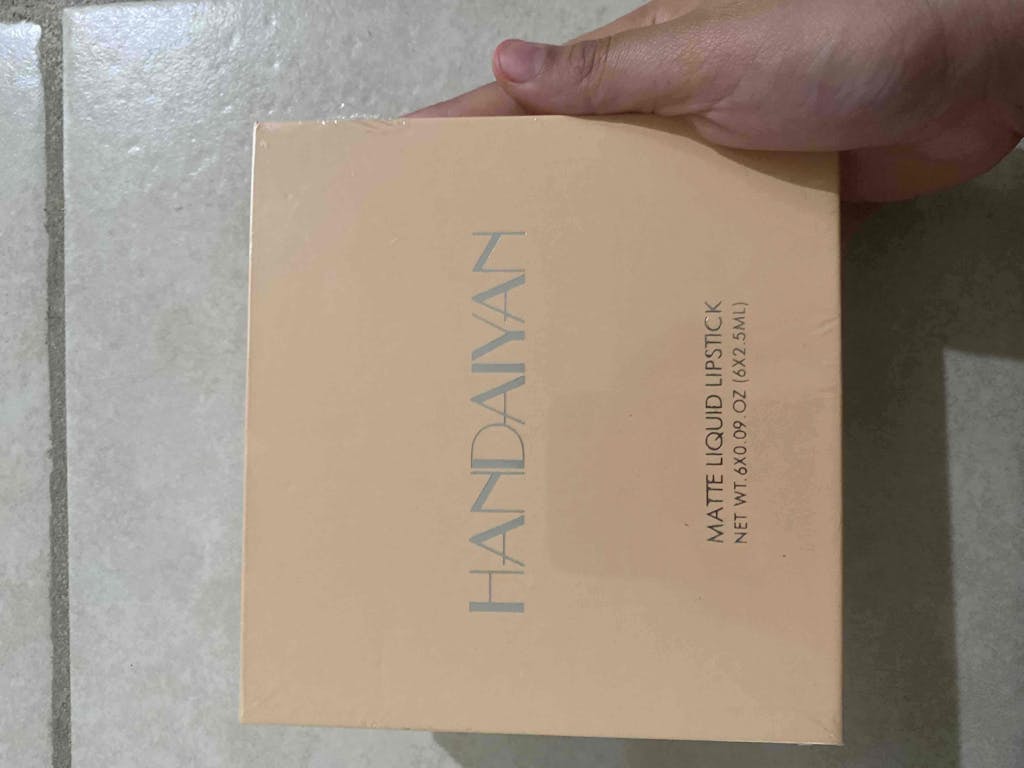 HANDAIYAN
MATTE LIQUID LIPSTICK
NET WT.6X0.09 OZ (6X2.5ML)